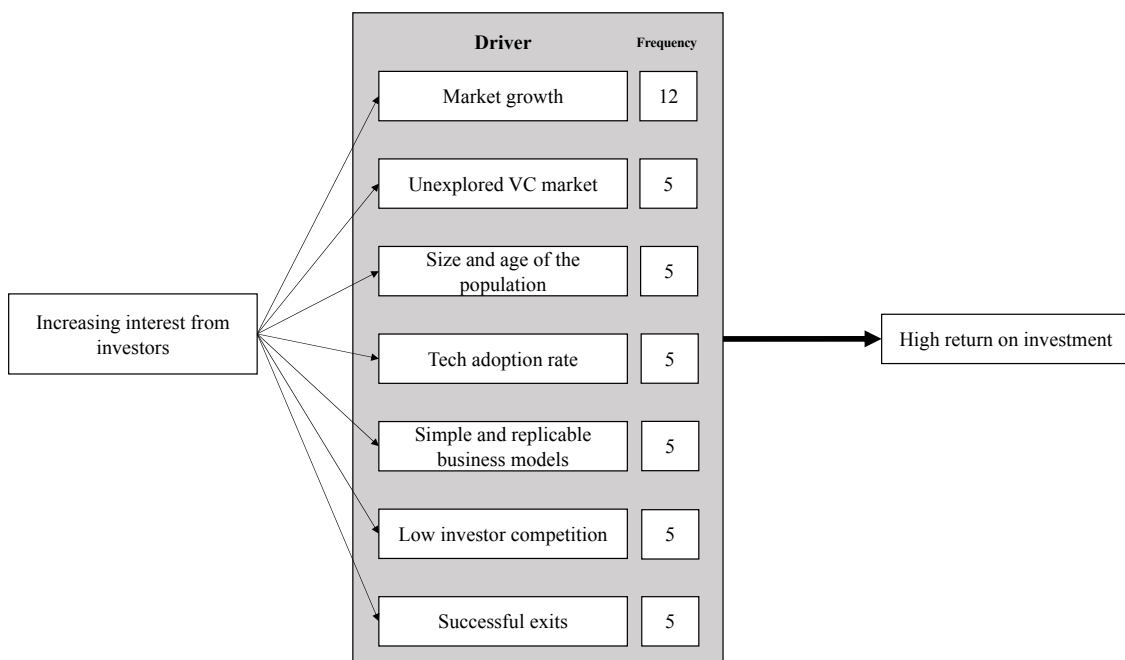 Driver Frequency
Market growth 12
Unexplored VC market 5
Size and age of the
population 5
Increasing interest from
investors
Tech adoption rate 5
High return on investment
Simple and replicable
business models 5
Low investor competition 5
Successful exits 5